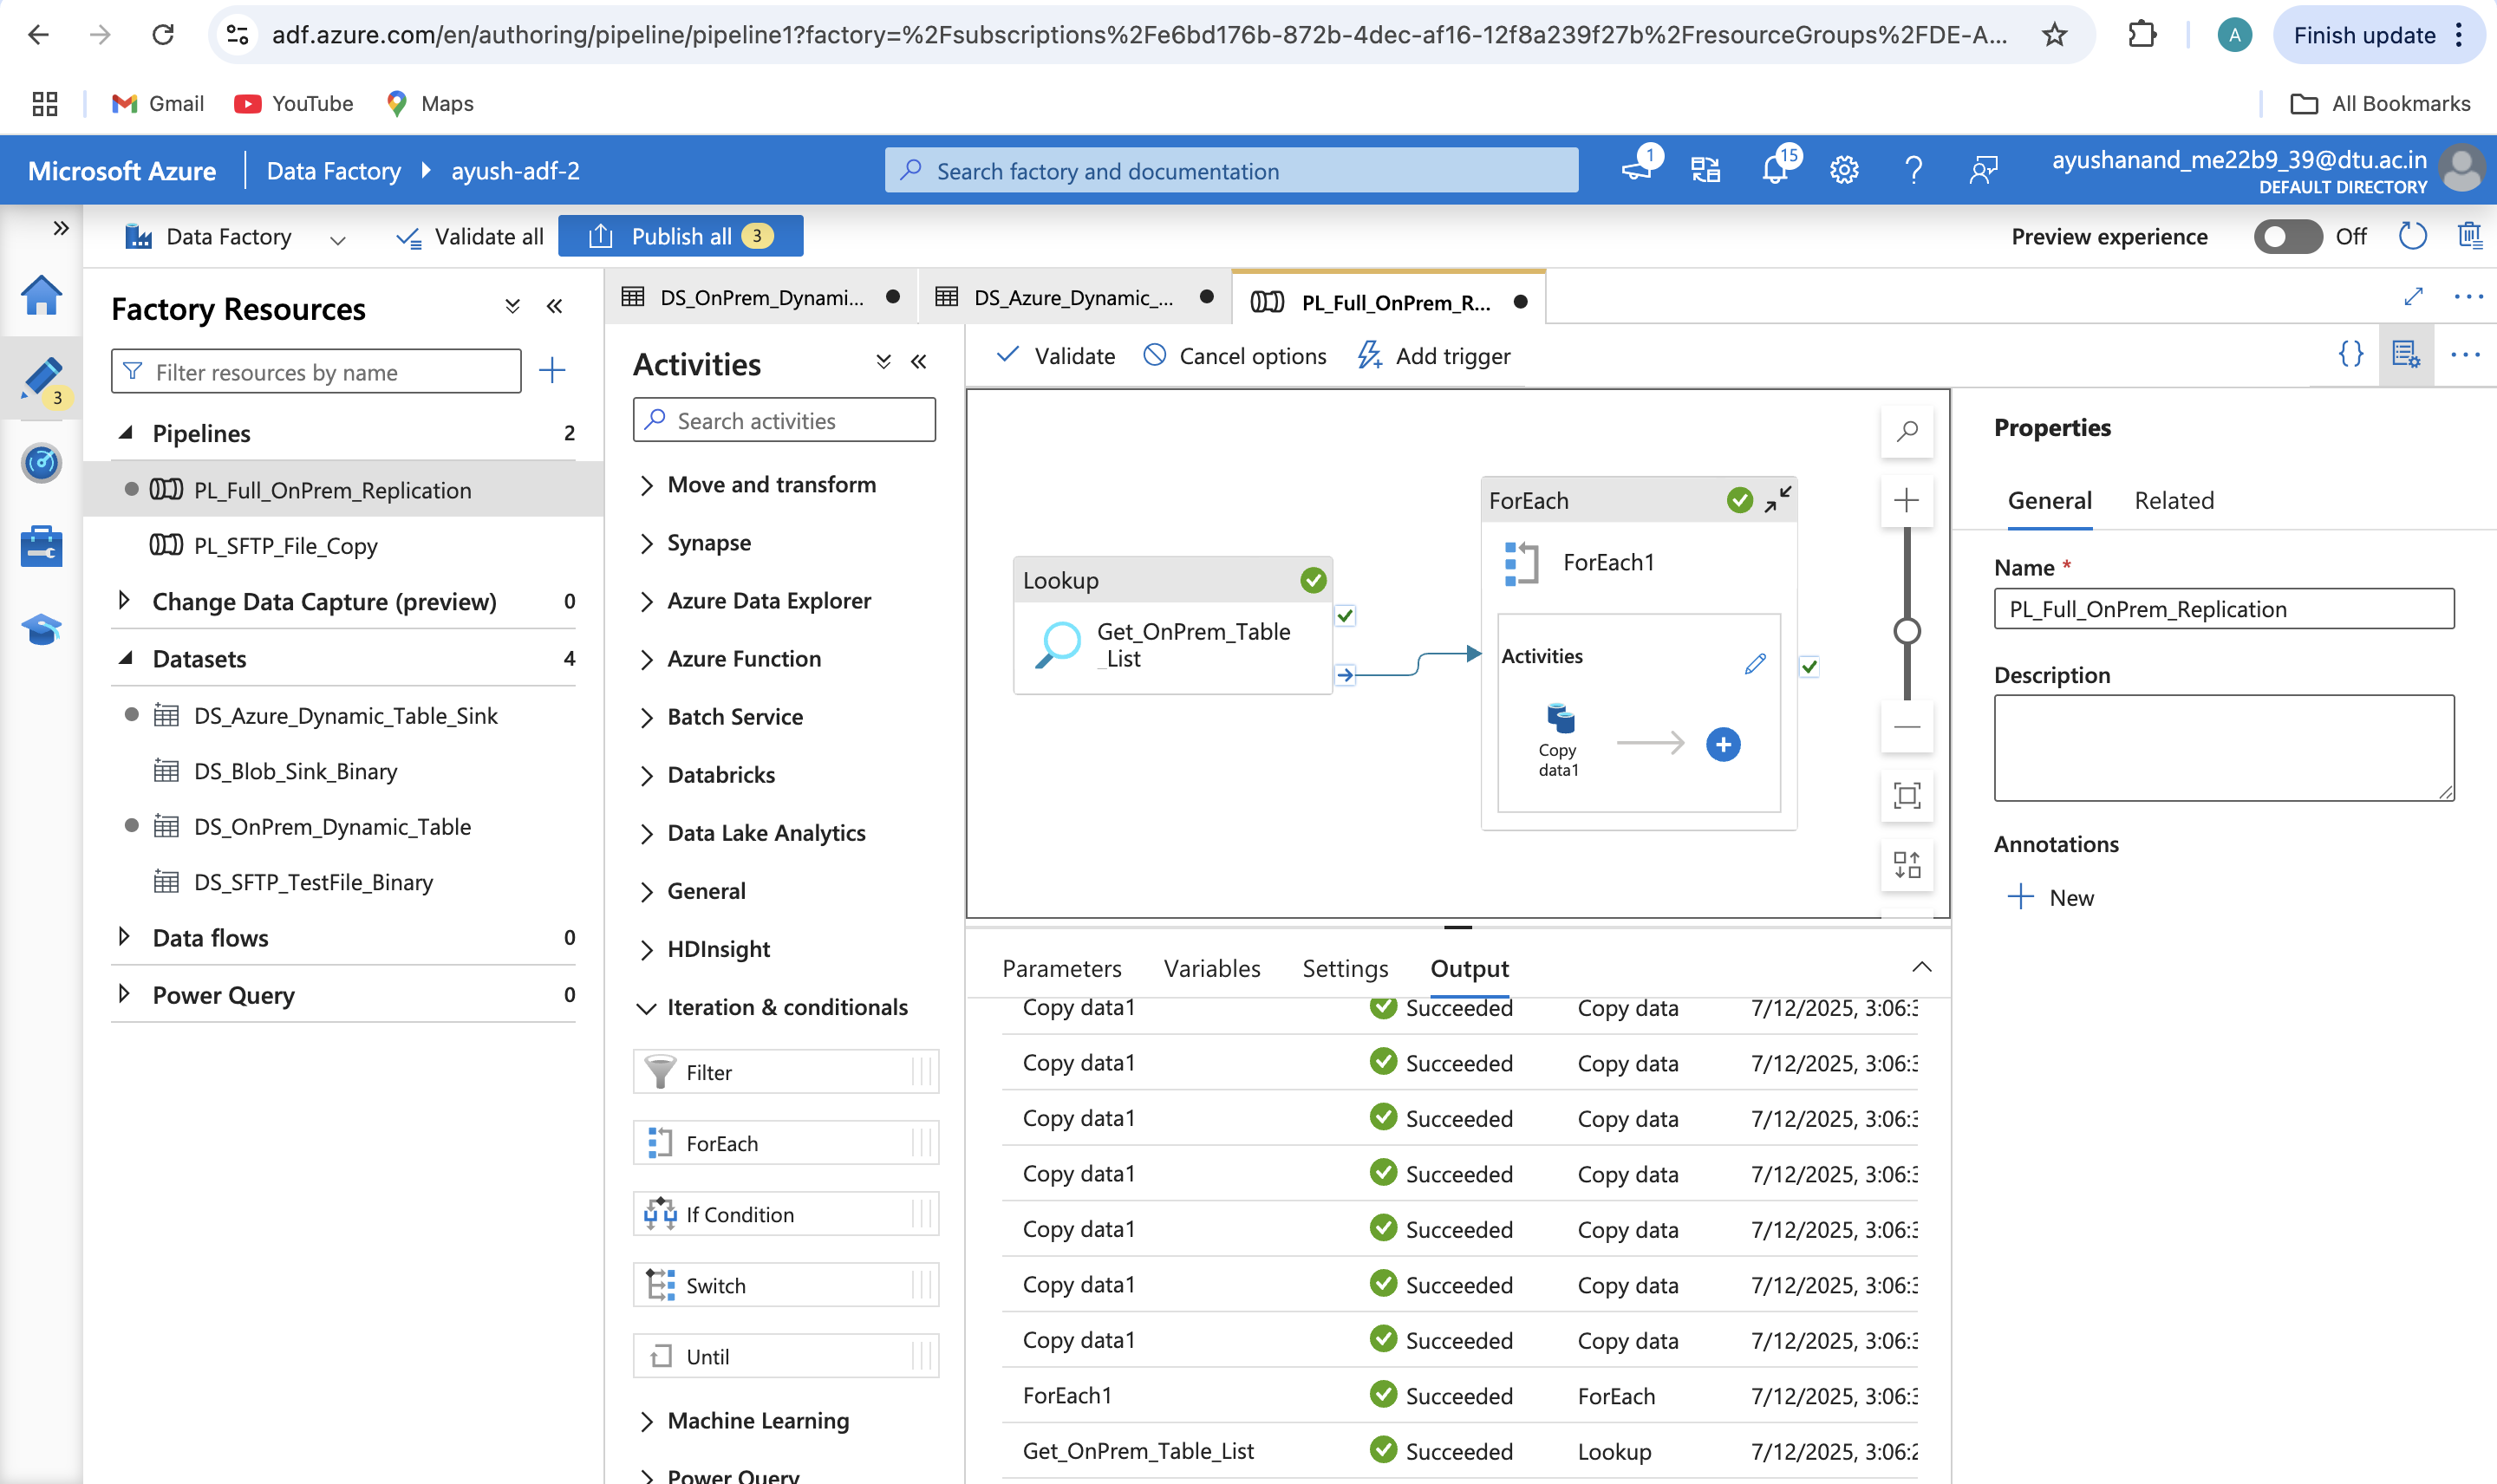 adf.azure.com/en/authoring/pipeline/pipeline1?factory=%2Fsubscriptions%2Fe6bd176b-872b-4dec-af16-12f8a239f27b%2FresourceGroups%2FDE-A...
A
Finish update
Gmail
YouTube
Maps
All Bookmarks
Microsoft Azure
Data Factory
ayush-adf-2
Search factory and documentation
1
15
ayushanand_me22b9_39@dtu.ac.in
DEFAULT DIRECTORY
Data Factory
Validate all
Publish all 3
Preview experience
Off
3
Factory Resources
Filter resources by name
Pipelines 2
PL_Full_OnPrem_Replication
PL_SFTP_File_Copy
Change Data Capture (preview) 0
Datasets 4
DS_Azure_Dynamic_Table_Sink
DS_Blob_Sink_Binary
DS_OnPrem_Dynamic_Table
DS_SFTP_TestFile_Binary
Data flows 0
Power Query 0
DS_OnPrem_Dynami...
DS_Azure_Dynamic_...
PL_Full_OnPrem_R...
Activities
Search activities
Move and transform
Synapse
Azure Data Explorer
Azure Function
Batch Service
Databricks
Data Lake Analytics
General
HDInsight
Iteration & conditionals
Filter
ForEach
If Condition
Switch
Until
Machine Learning
Power Query
Validate
Cancel options
Add trigger
Lookup
Get_OnPrem_Table
_List
ForEach
ForEach1
Activities
Copy
data1
Parameters
Variables
Settings
Output
Copy data1 Succeeded Copy data 7/12/2025, 3:06:3
Copy data1 Succeeded Copy data 7/12/2025, 3:06:3
Copy data1 Succeeded Copy data 7/12/2025, 3:06:3
Copy data1 Succeeded Copy data 7/12/2025, 3:06:3
Copy data1 Succeeded Copy data 7/12/2025, 3:06:3
Copy data1 Succeeded Copy data 7/12/2025, 3:06:3
Copy data1 Succeeded Copy data 7/12/2025, 3:06:3
ForEach1 Succeeded ForEach 7/12/2025, 3:06:3
Get_OnPrem_Table_List Succeeded Lookup 7/12/2025, 3:06:2
Properties
General
Related
Name *
PL_Full_OnPrem_Replication
Description
Annotations
New